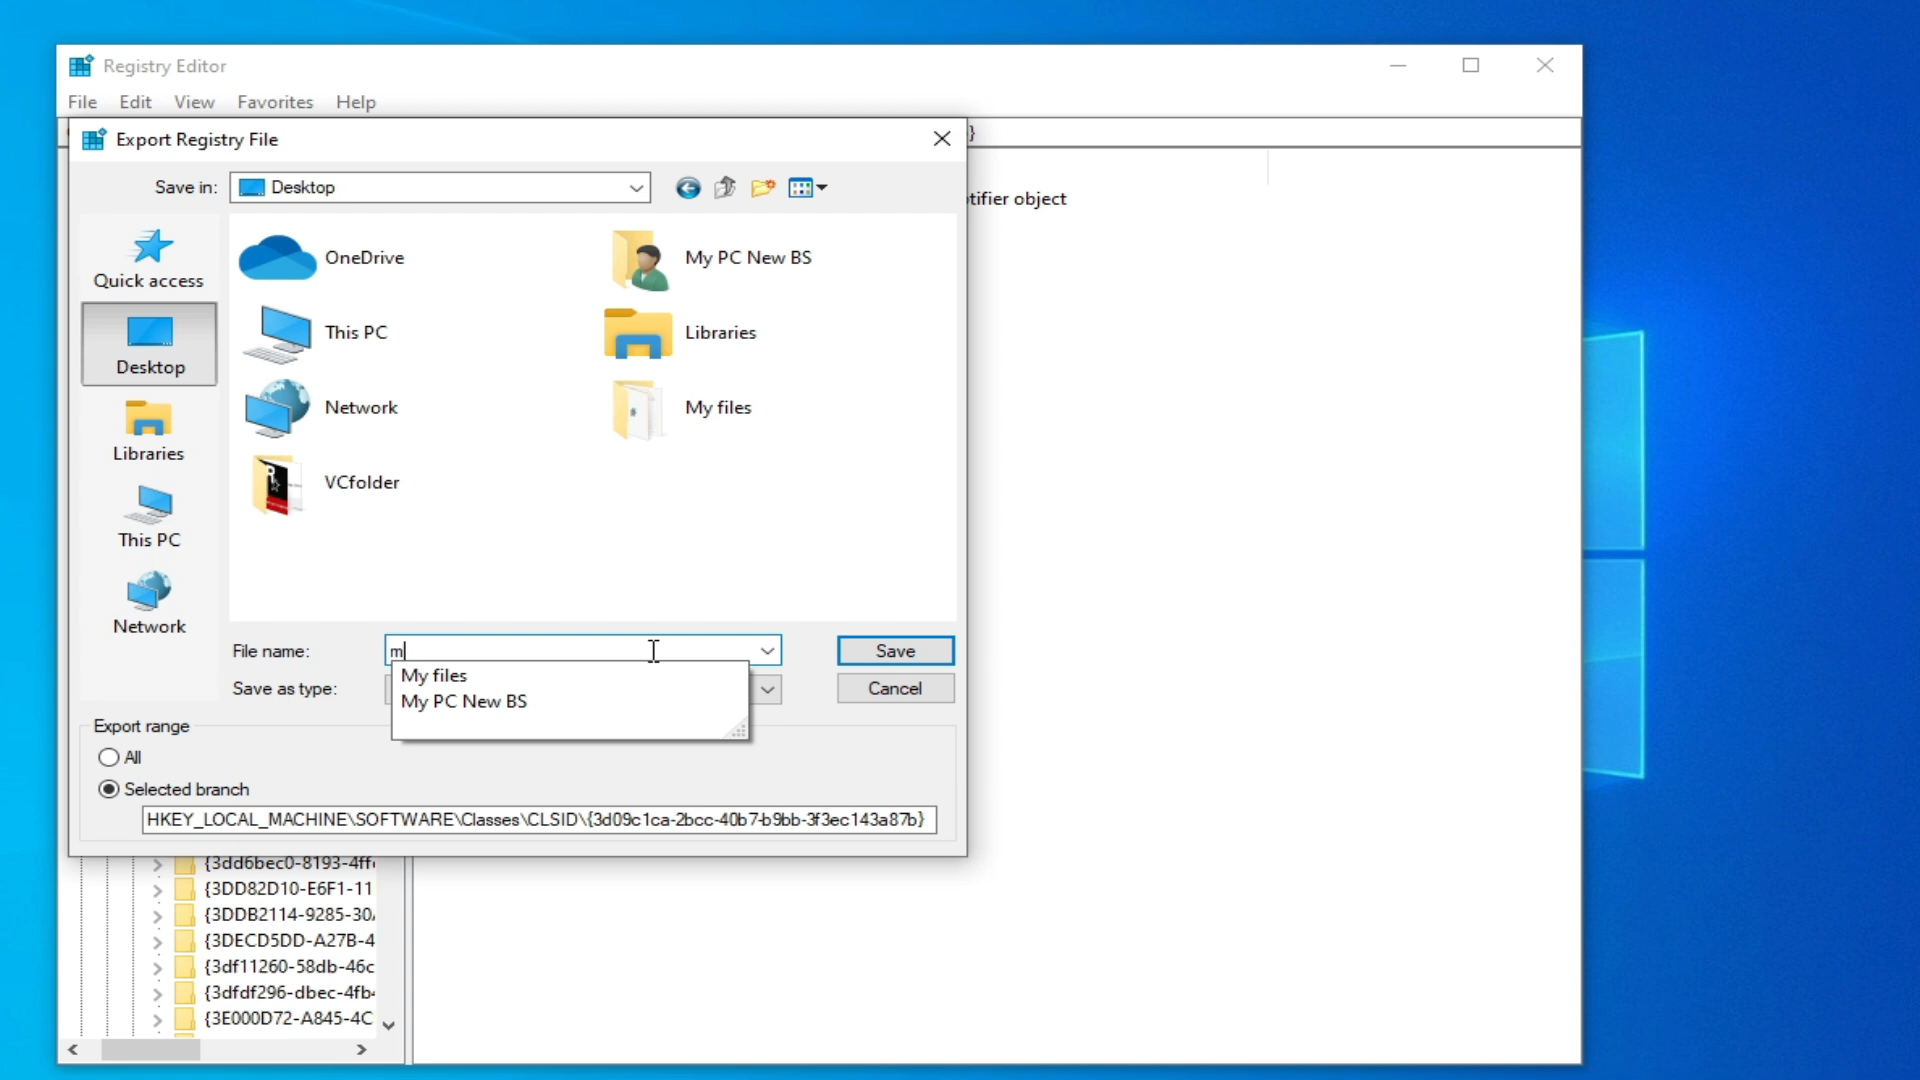 Registry Editor
File Edit View Favorites Help
Export Registry File
}
Save in: Desktop
tifier object
Quick access
Desktop
Libraries
This PC
Network
OneDrive
My PC New BS
This PC
Libraries
Network
My files
VCfolder
File name: m
Save
My files
Save as type:
Cancel
My PC New BS
Export range
All
Selected branch
HKEY_LOCAL_MACHINE\SOFTWARE\Classes\CLSID\{3d09c1ca-2bcc-40b7-b9bb-3f3ec143a87b}
{3dd6bec0-8193-4ff
{3DD82D10-E6F1-11
{3DDB2114-9285-30
{3DECD5DD-A27B-4
{3df11260-58db-46c
{3dfdf296-dbec-4fb
{3E000D72-A845-4C